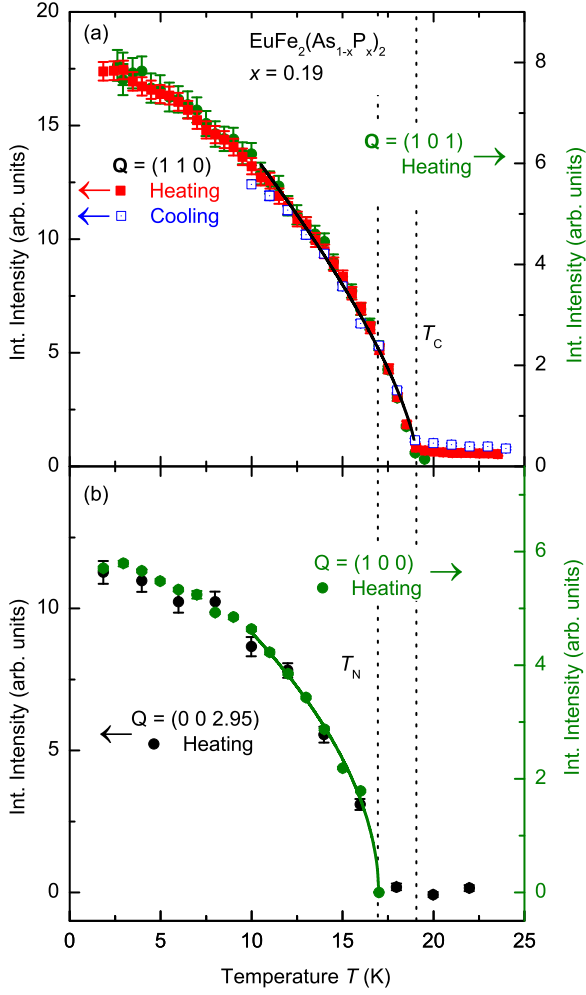 (a)
EuFe2(As1-xPx)2
x = 0.19
Q = (1 1 0)
Heating
Cooling
Q = (1 0 1)
Heating
TC
Int. Intensity (arb. units)
20
15
10
5
0
Int. Intensity (arb. units)
8
6
4
2
0
(b)
Q = (1 0 0)
Heating
TN
Q = (0 0 2.95)
Heating
Int. Intensity (arb. units)
10
5
0
Int. Intensity (arb. units)
6
4
2
0
0
5
10
15
20
25
Temperature T (K)